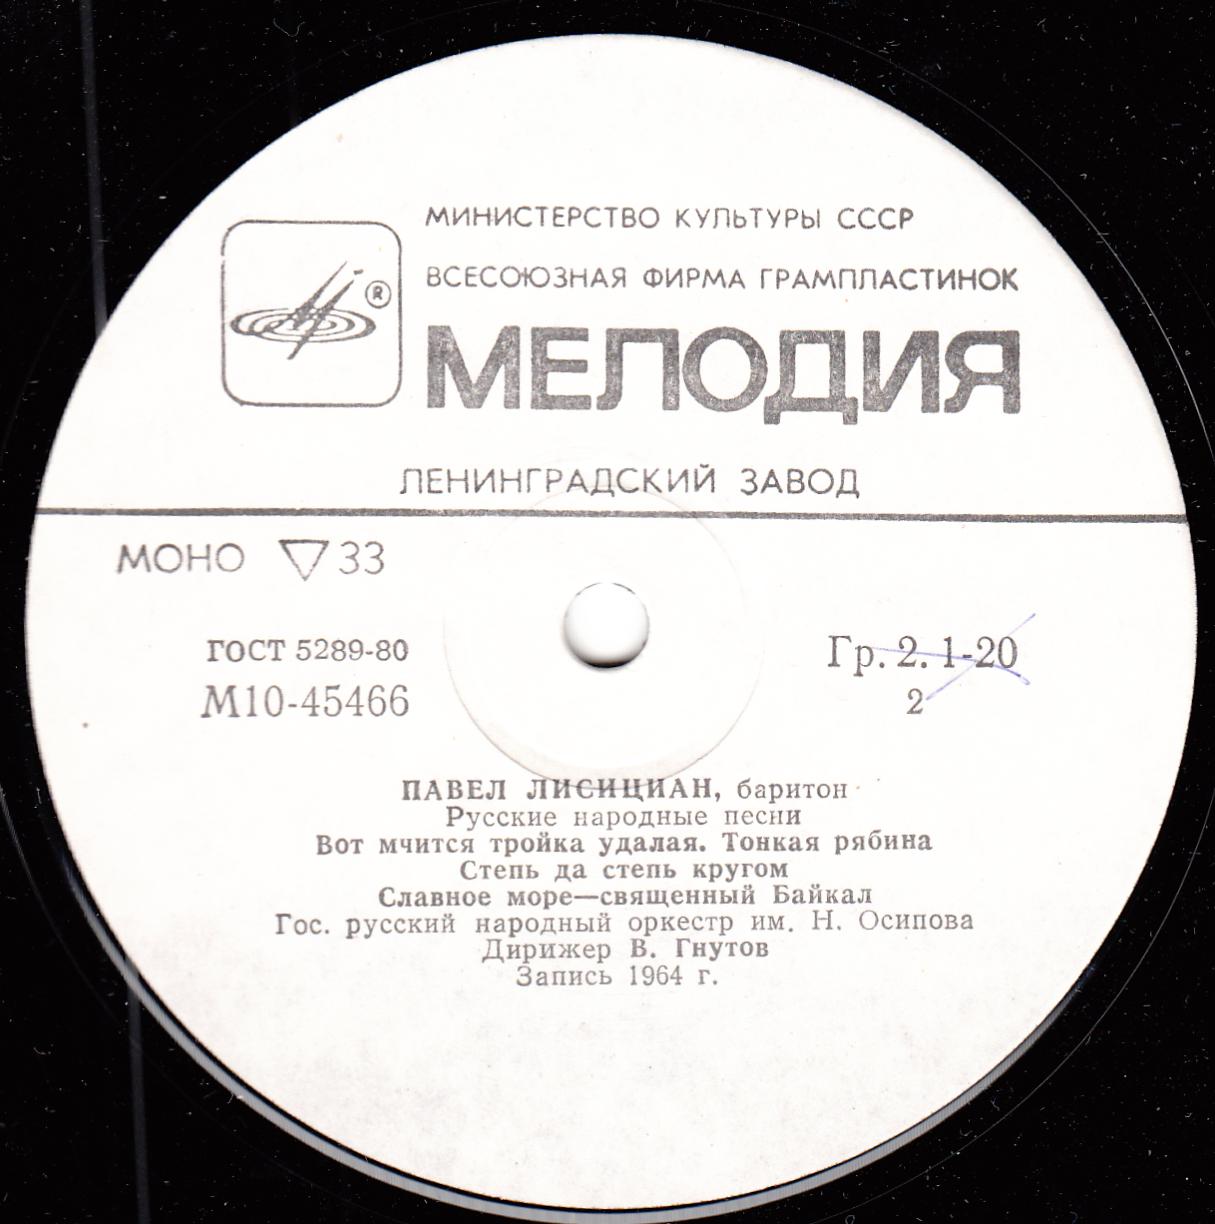 МИНИСТЕРСТВО КУЛЬТУРЫ СССР
ВСЕСОЮЗНАЯ ФИРМА ГРАМПЛАСТИНОК
®
МЕЛОДИЯ
ЛЕНИНГРАДСКИЙ ЗАВОД
МОНО ▽ 33
ГОСТ 5289-80
М10-45466
Гр. 2. 1-20
2
ПАВЕЛ ЛИСИЦИАН, баритон
Русские народные песни
Вот мчится тройка удалая. Тонкая рябина
Степь да степь кругом
Славное море—священный Байкал
Гос. русский народный оркестр им. Н. Осипова
Дирижер В. Гнутов
Запись 1964 г.